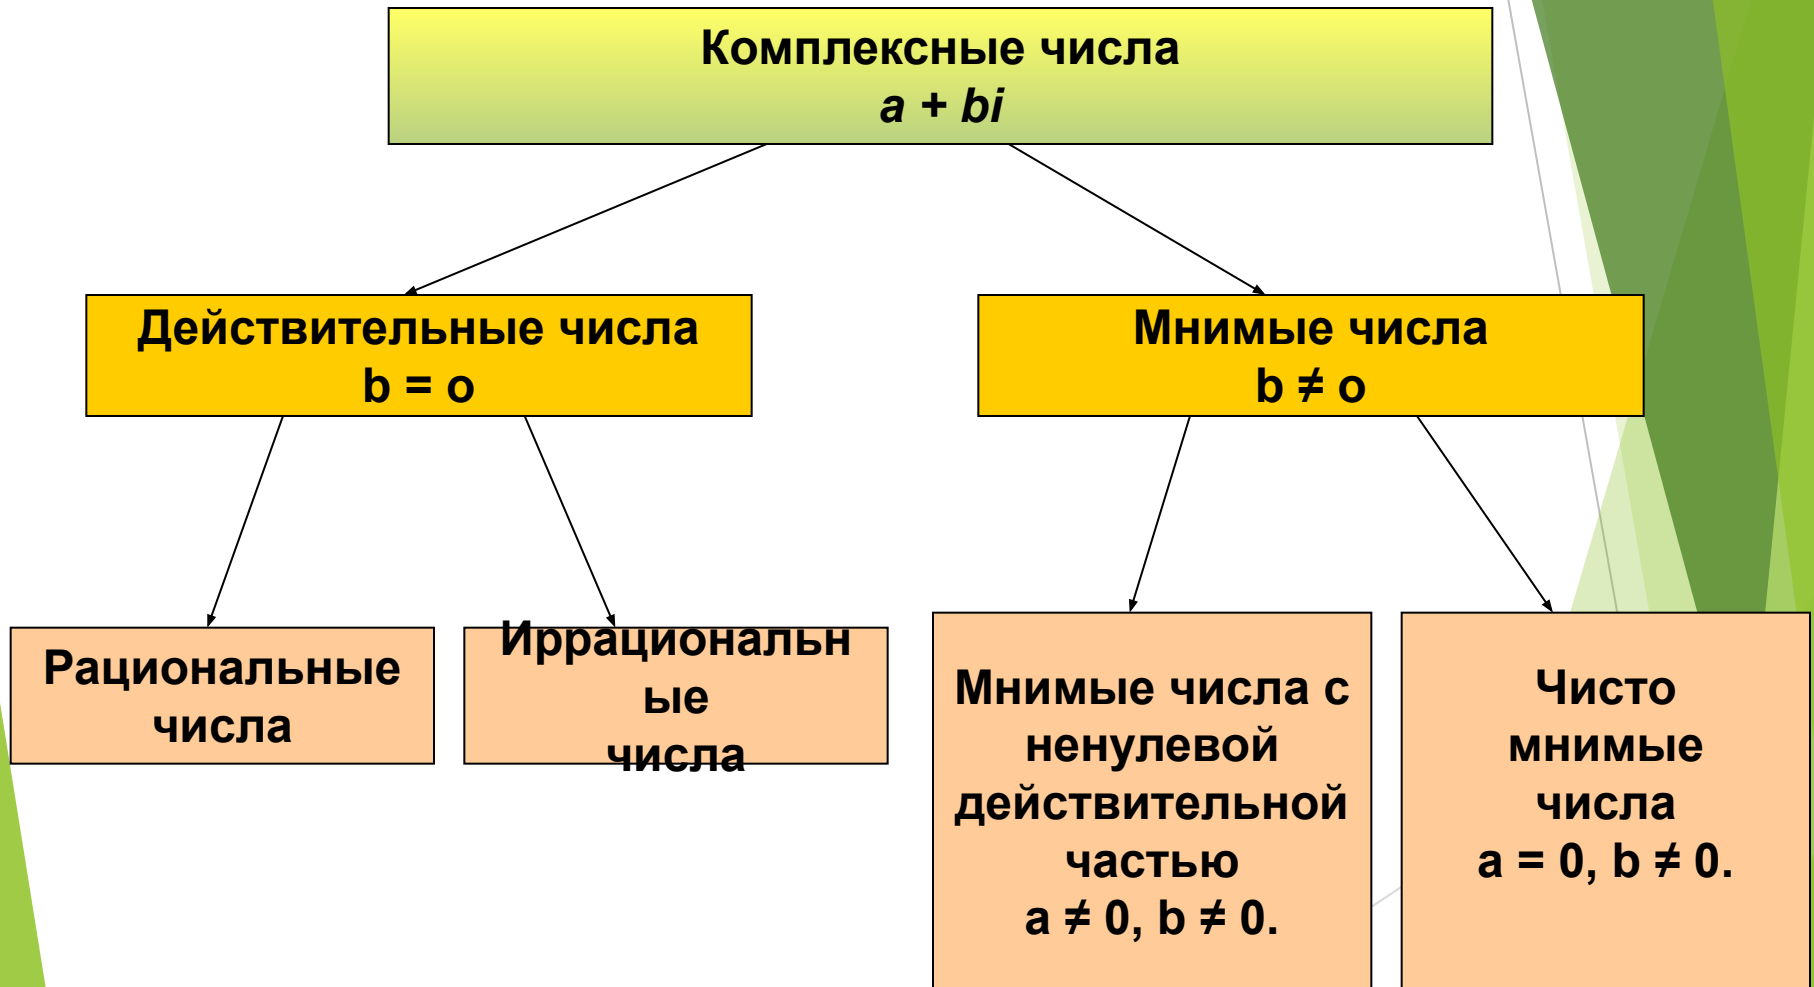 Комплексные числа
a + bi
Действительные числа
b = o
Мнимые числа
b ≠ o
Рациональные
числа
Иррациональн
ые
числа
Мнимые числа с
ненулевой
действительной
частью
a ≠ 0, b ≠ 0.
Чисто
мнимые
числа
a = 0, b ≠ 0.